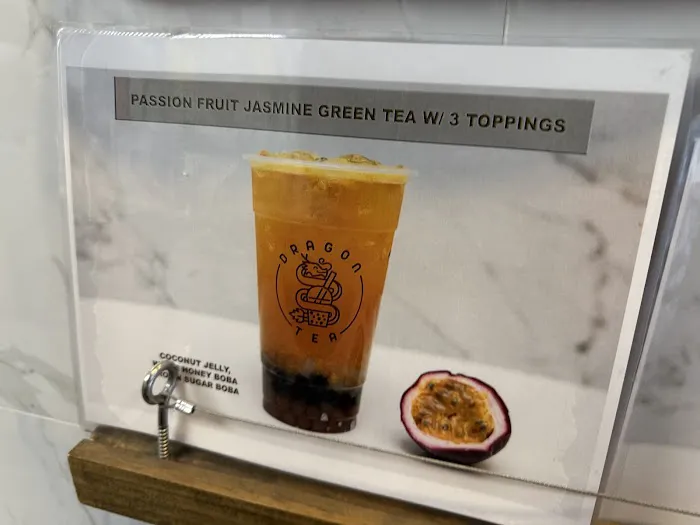 PASSION FRUIT JASMINE GREEN TEA W/ 3 TOPPINGS
DRAGON
TEA
COCONUT JELLY,
HONEY BOBA
SUGAR BOBA